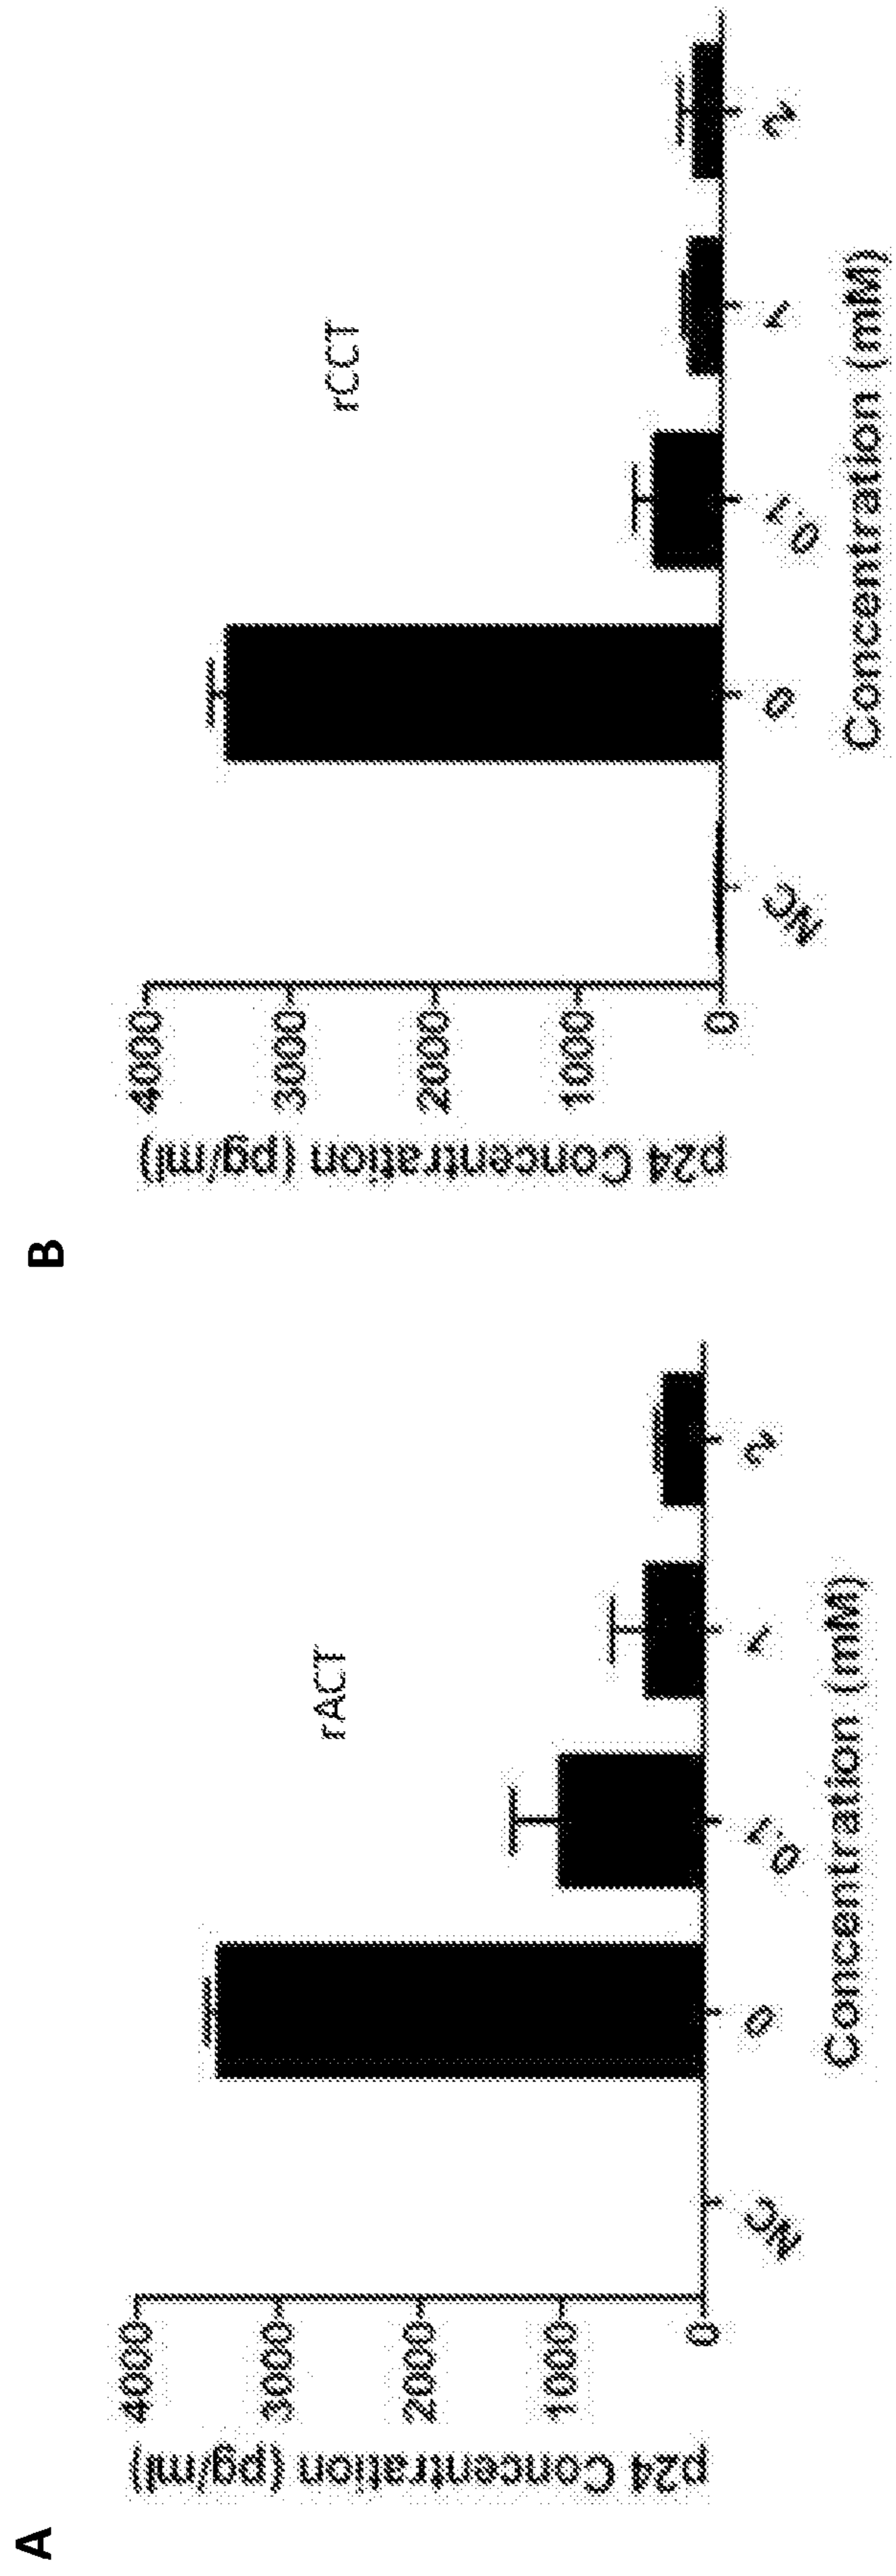 A
rACT
p24 Concentration (pg/ml)
4000
3000
2000
1000
0
NC
0
0.1
1
2
Concentration (mM)
B
rCCT
p24 Concentration (pg/ml)
4000
3000
2000
1000
0
NC
0
0.1
1
2
Concentration (mM)